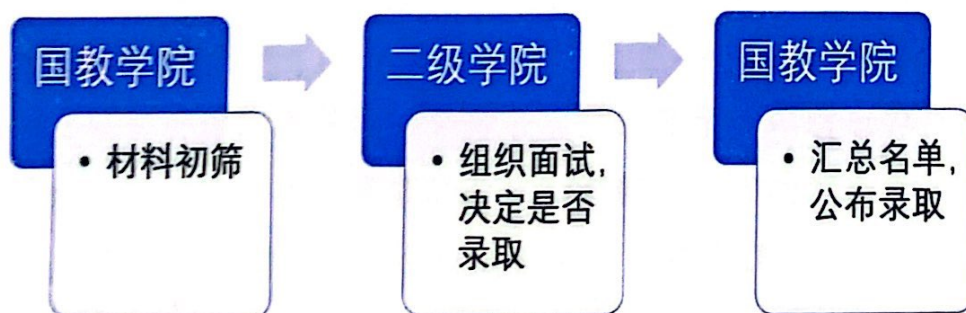 国教学院
• 材料初筛
二级学院
• 组织面试,
决定是否
录取
国教学院
• 汇总名单,
公布录取